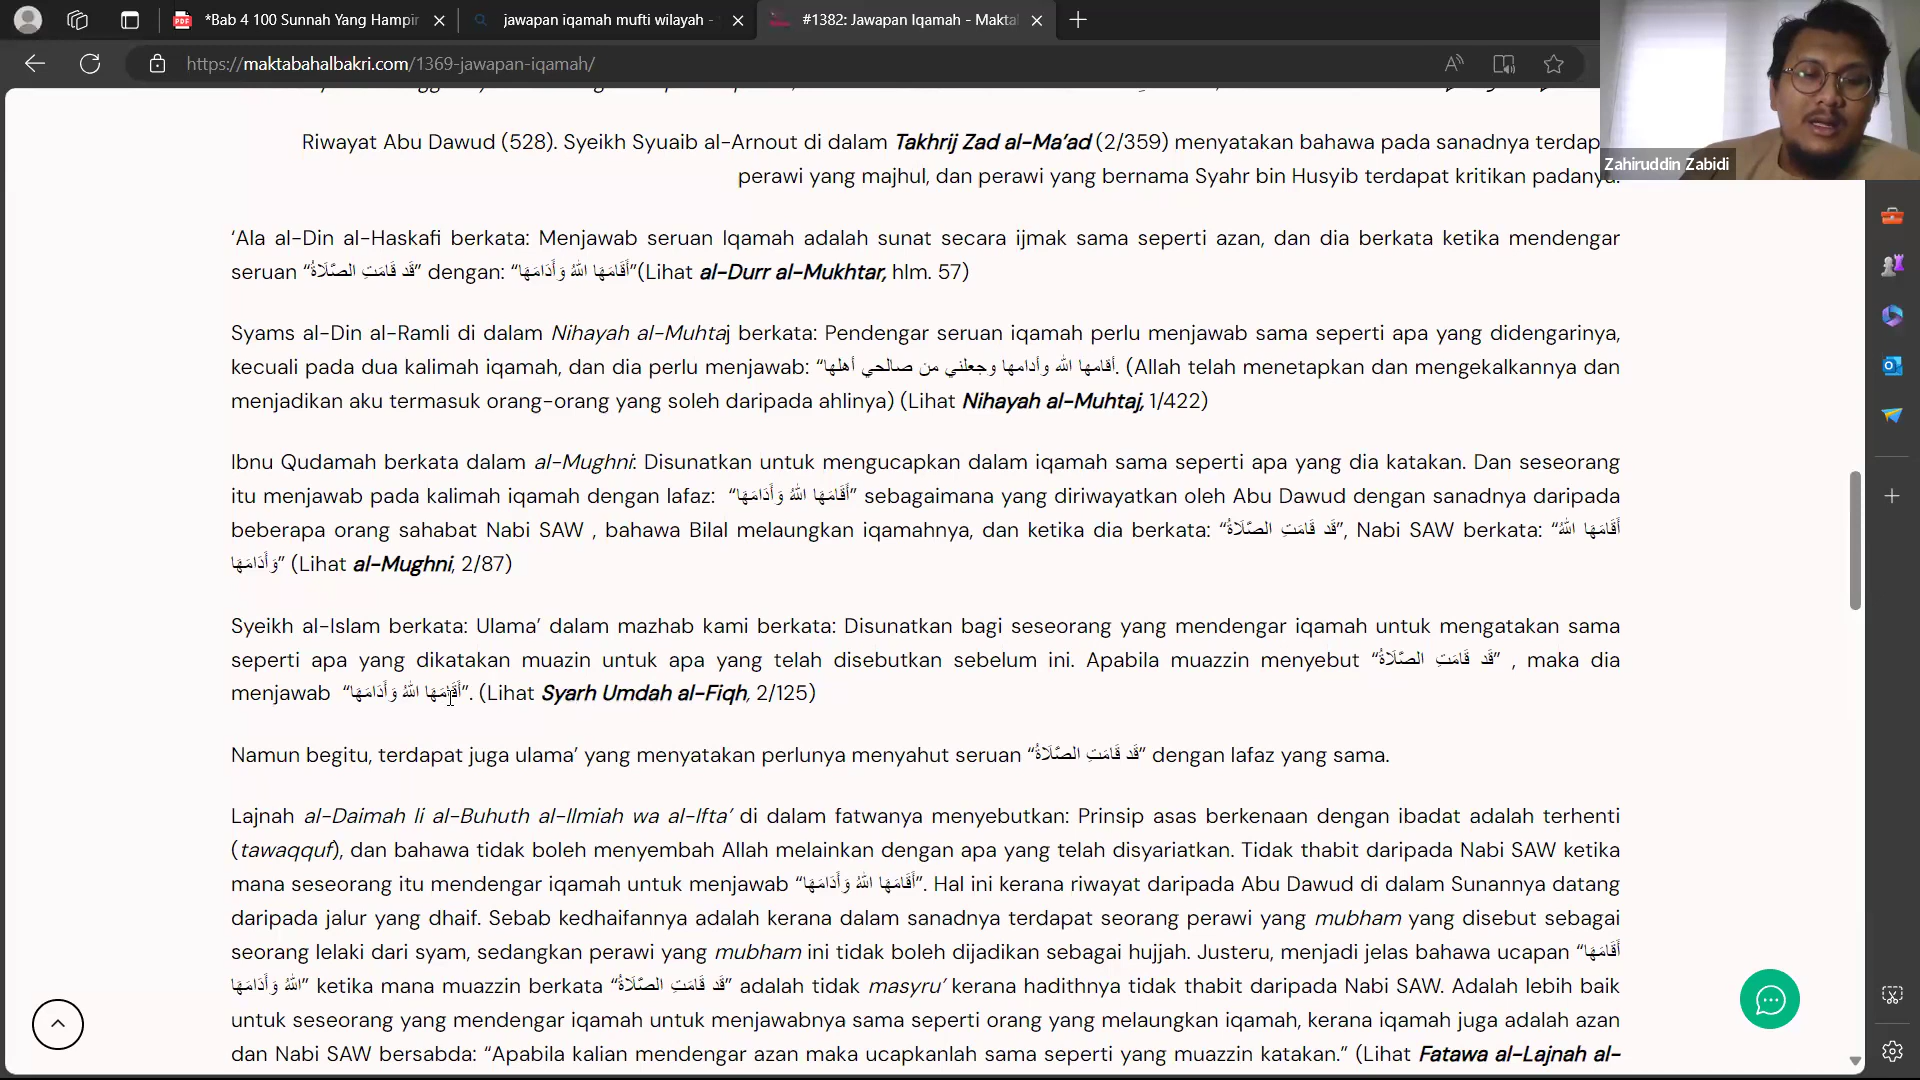 *Bab 4 100 Sunnah Yang Hampir
jawapan iqamah mufti wilayah -
#1382: Jawapan Iqamah - Makta
https://maktabahalbakri.com/1369-jawapan-iqamah/
Zahiruddin Zabidi
Riwayat Abu Dawud (528). Syeikh Syuaib al-Arnout di dalam Takhrij Zad al-Ma’ad (2/359) menyatakan bahawa pada sanadnya terdap
perawi yang majhul, dan perawi yang bernama Syahr bin Husyib terdapat kritikan padanya.
‘Ala al-Din al-Haskafi berkata: Menjawab seruan Iqamah adalah sunat secara ijmak sama seperti azan, dan dia berkata ketika mendengar
seruan “قَد قَامَتِ الصَّلَاةُ” dengan: “أَقَامَهَا اللهُ وَأَدَامَهَا”(Lihat al-Durr al-Mukhtar, hlm. 57)
Syams al-Din al-Ramli di dalam Nihayah al-Muhtaj berkata: Pendengar seruan iqamah perlu menjawab sama seperti apa yang didengarinya,
kecuali pada dua kalimah iqamah, dan dia perlu menjawab: “أقامها الله وأدامها وجعلني من صالحي أهلها. (Allah telah menetapkan dan mengekalkannya dan
menjadikan aku termasuk orang-orang yang soleh daripada ahlinya) (Lihat Nihayah al-Muhtaj, 1/422)
Ibnu Qudamah berkata dalam al-Mughni: Disunatkan untuk mengucapkan dalam iqamah sama seperti apa yang dia katakan. Dan seseorang
itu menjawab pada kalimah iqamah dengan lafaz: “أَقَامَهَا اللهُ وَأَدَامَهَا” sebagaimana yang diriwayatkan oleh Abu Dawud dengan sanadnya daripada
beberapa orang sahabat Nabi SAW , bahawa Bilal melaungkan iqamahnya, dan ketika dia berkata: “قَد قَامَتِ الصَّلَاةُ”, Nabi SAW berkata: “أَقَامَهَا اللهُ
وَأَدَامَهَا” (Lihat al-Mughni, 2/87)
Syeikh al-Islam berkata: Ulama’ dalam mazhab kami berkata: Disunatkan bagi seseorang yang mendengar iqamah untuk mengatakan sama
seperti apa yang dikatakan muazin untuk apa yang telah disebutkan sebelum ini. Apabila muazzin menyebut “قَد قَامَتِ الصَّلَاةُ” , maka dia
menjawab “أَقَامَهَا اللهُ وَأَدَامَهَا”. (Lihat Syarh Umdah al-Fiqh, 2/125)
Namun begitu, terdapat juga ulama’ yang menyatakan perlunya menyahut seruan “قَد قَامَتِ الصَّلَاةُ” dengan lafaz yang sama.
Lajnah al-Daimah li al-Buhuth al-Ilmiah wa al-Ifta’ di dalam fatwanya menyebutkan: Prinsip asas berkenaan dengan ibadat adalah terhenti
(tawaqquf), dan bahawa tidak boleh menyembah Allah melainkan dengan apa yang telah disyariatkan. Tidak thabit daripada Nabi SAW ketika
mana seseorang itu mendengar iqamah untuk menjawab “أَقَامَهَا اللهُ وَأَدَامَهَا”. Hal ini kerana riwayat daripada Abu Dawud di dalam Sunannya datang
daripada jalur yang dhaif. Sebab kedhaifannya adalah kerana dalam sanadnya terdapat seorang perawi yang mubham yang disebut sebagai
seorang lelaki dari syam, sedangkan perawi yang mubham ini tidak boleh dijadikan sebagai hujjah. Justeru, menjadi jelas bahawa ucapan “أَقَامَهَا
اللهُ وَأَدَامَهَا” ketika mana muazzin berkata “قَد قَامَتِ الصَّلَاةُ” adalah tidak masyru’ kerana hadithnya tidak thabit daripada Nabi SAW. Adalah lebih baik
untuk seseorang yang mendengar iqamah untuk menjawabnya sama seperti orang yang melaungkan iqamah, kerana iqamah juga adalah azan
dan Nabi SAW bersabda: “Apabila kalian mendengar azan maka ucapkanlah sama seperti yang muazzin katakan.” (Lihat Fatawa al-Lajnah al-